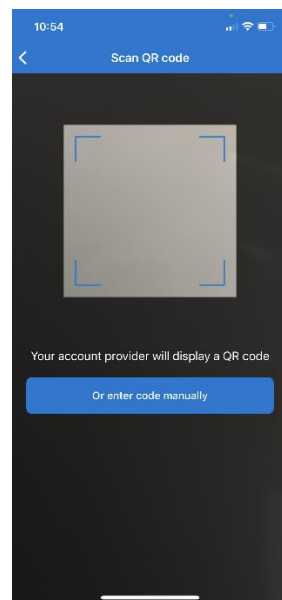 10:54
Scan QR code
Your account provider will display a QR code
Or enter code manually